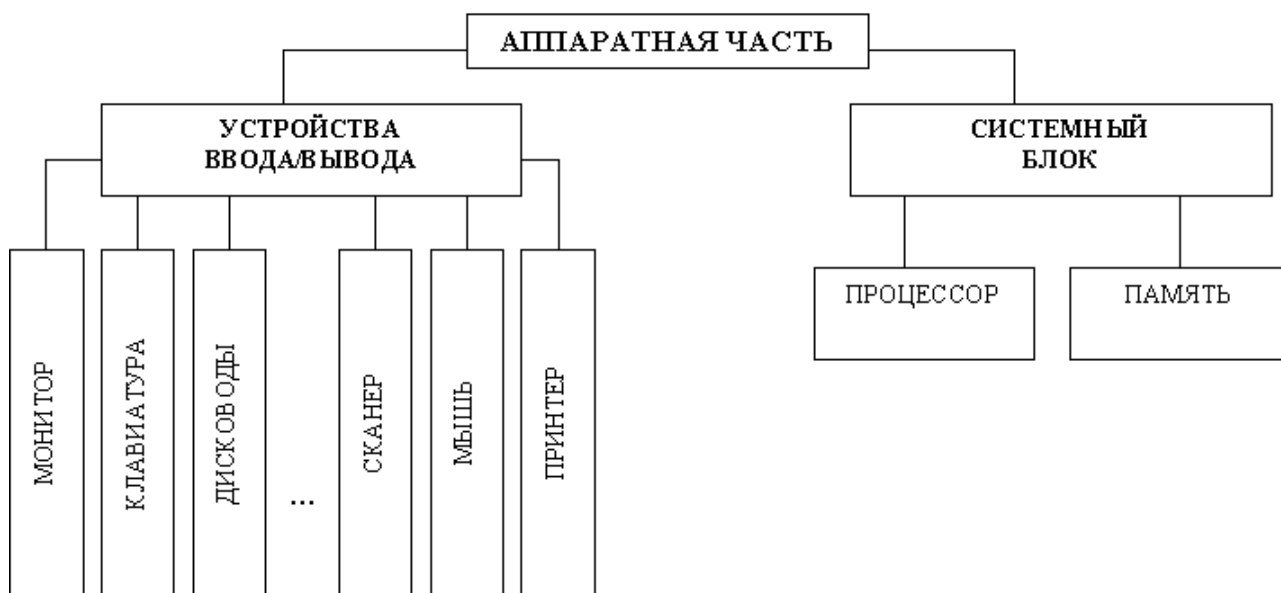 АППАРАТНАЯ ЧАСТЬ
УСТРОЙСТВА
ВВОДА/ВЫВОДА
СИСТЕМНЫЙ
БЛОК
ПРОЦЕССОР
ПАМЯТЬ
МОНИТОР
КЛАВИАТУРА
ДИСКОВОДЫ
...
СКАНЕР
МЫШЬ
ПРИНТЕР